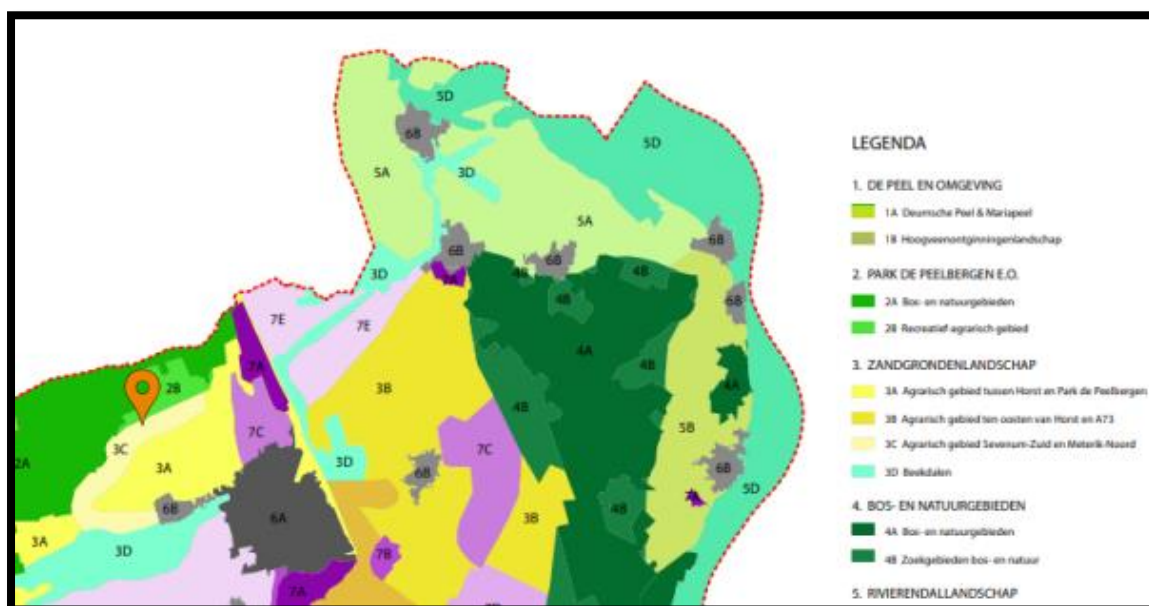 5D
6B
5D
5A
3D
5A
6B
6B
6B
3D
4B
4B
7A
4B
6B
7E
7E
4A
7A
2B
3B
4B
4A
4B
3C
7C
5B
7C
3A
2A
3D
6B
6B
7A
5D
6B
4B
6A
3B
3A
3D
7B
7A
LEGENDA
1. DE PEEL EN OMGEVING
1A Deurnsche Peel & Mariapeel
1B Hoogveenontginningenlandschap
2. PARK DE PEELBERGEN E.O.
2A Bos- en natuurgebieden
2B Recreatief agrarisch gebied
3. ZANDGRONDENLANDSCHAP
3A Agrarisch gebied tussen Horst en Park de Peelbergen
3B Agrarisch gebied ten oosten van Horst en A73
3C Agrarisch gebied Sevenum-Zuid en Meterik-Noord
3D Beekdalen
4. BOS- EN NATUURGEBIEDEN
4A Bos- en natuurgebieden
4B Zoekgebieden bos- en natuur
5. RIVIERENDALLANDSCHAP